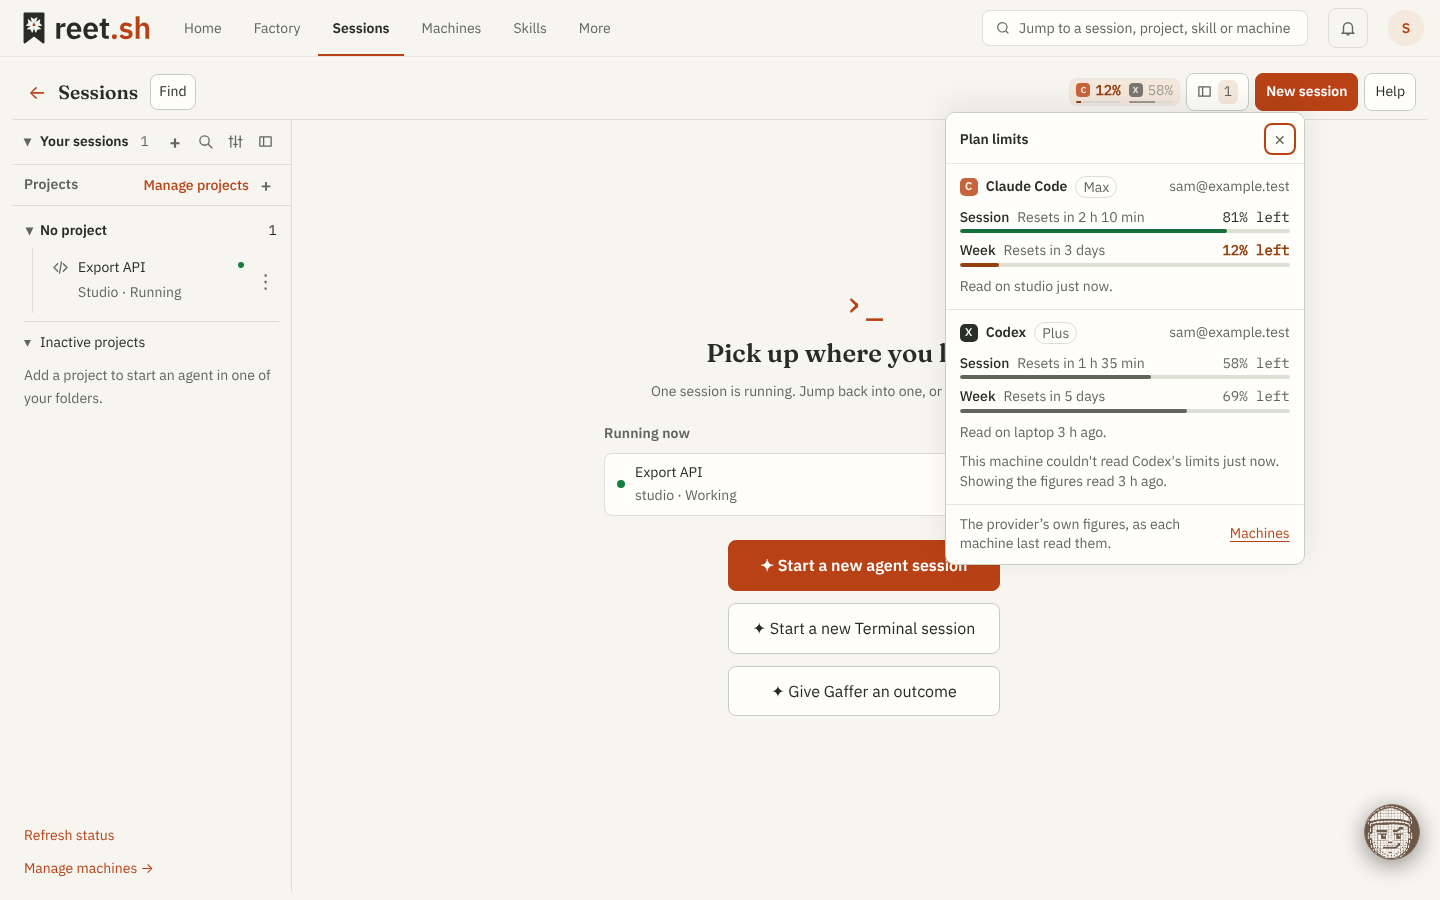 reet.sh
Home
Factory
Sessions
Machines
Skills
More
Jump to a session, project, skill or machine
S
← Sessions
Find
C 12% X 58%
1
New session
Help
▼ Your sessions 1 +
Projects
Manage projects +
▼ No project 1
</> Export API
Studio · Running
▼ Inactive projects
Add a project to start an agent in one of
your folders.
Refresh status
Manage machines →
>_
Pick up where you
One session is running. Jump back into one, or
Running now
Export API
studio · Working
✦ Start a new agent session
✦ Start a new Terminal session
✦ Give Gaffer an outcome
Plan limits ×
C Claude Code Max sam@example.test
Session Resets in 2 h 10 min 81% left
Week Resets in 3 days 12% left
Read on studio just now.
X Codex Plus sam@example.test
Session Resets in 1 h 35 min 58% left
Week Resets in 5 days 69% left
Read on laptop 3 h ago.
This machine couldn't read Codex's limits just now.
Showing the figures read 3 h ago.
The provider’s own figures, as each
machine last read them.
Machines